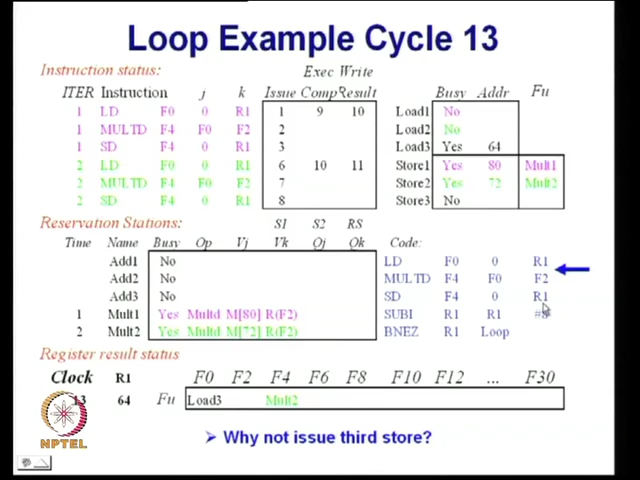 Loop Example Cycle 13
Instruction status:
Exec Write
ITER Instruction j k Issue Comp Result Busy Addr Fu
1 LD F0 0 R1 1 9 10 Load1 No
1 MULTD F4 F0 F2 2 Load2 No
1 SD F4 0 R1 3 Load3 Yes 64
2 LD F0 0 R1 6 10 11 Store1 Yes 80 Mult1
2 MULTD F4 F0 F2 7 Store2 Yes 72 Mult2
2 SD F4 0 R1 8 Store3 No
Reservation Stations: S1 S2 RS
Time Name Busy Op Vj Vk Qj Qk Code:
Add1 No LD F0 0 R1
Add2 No MULTD F4 F0 F2
Add3 No SD F4 0 R1
1 Mult1 Yes Multd M[80] R(F2) SUBI R1 R1 #8
2 Mult2 Yes Multd M[72] R(F2) BNEZ R1 Loop
Register result status
Clock R1 F0 F2 F4 F6 F8 F10 F12 ... F30
13 64 Fu Load3 Mult2
NPTEL
➢ Why not issue third store?